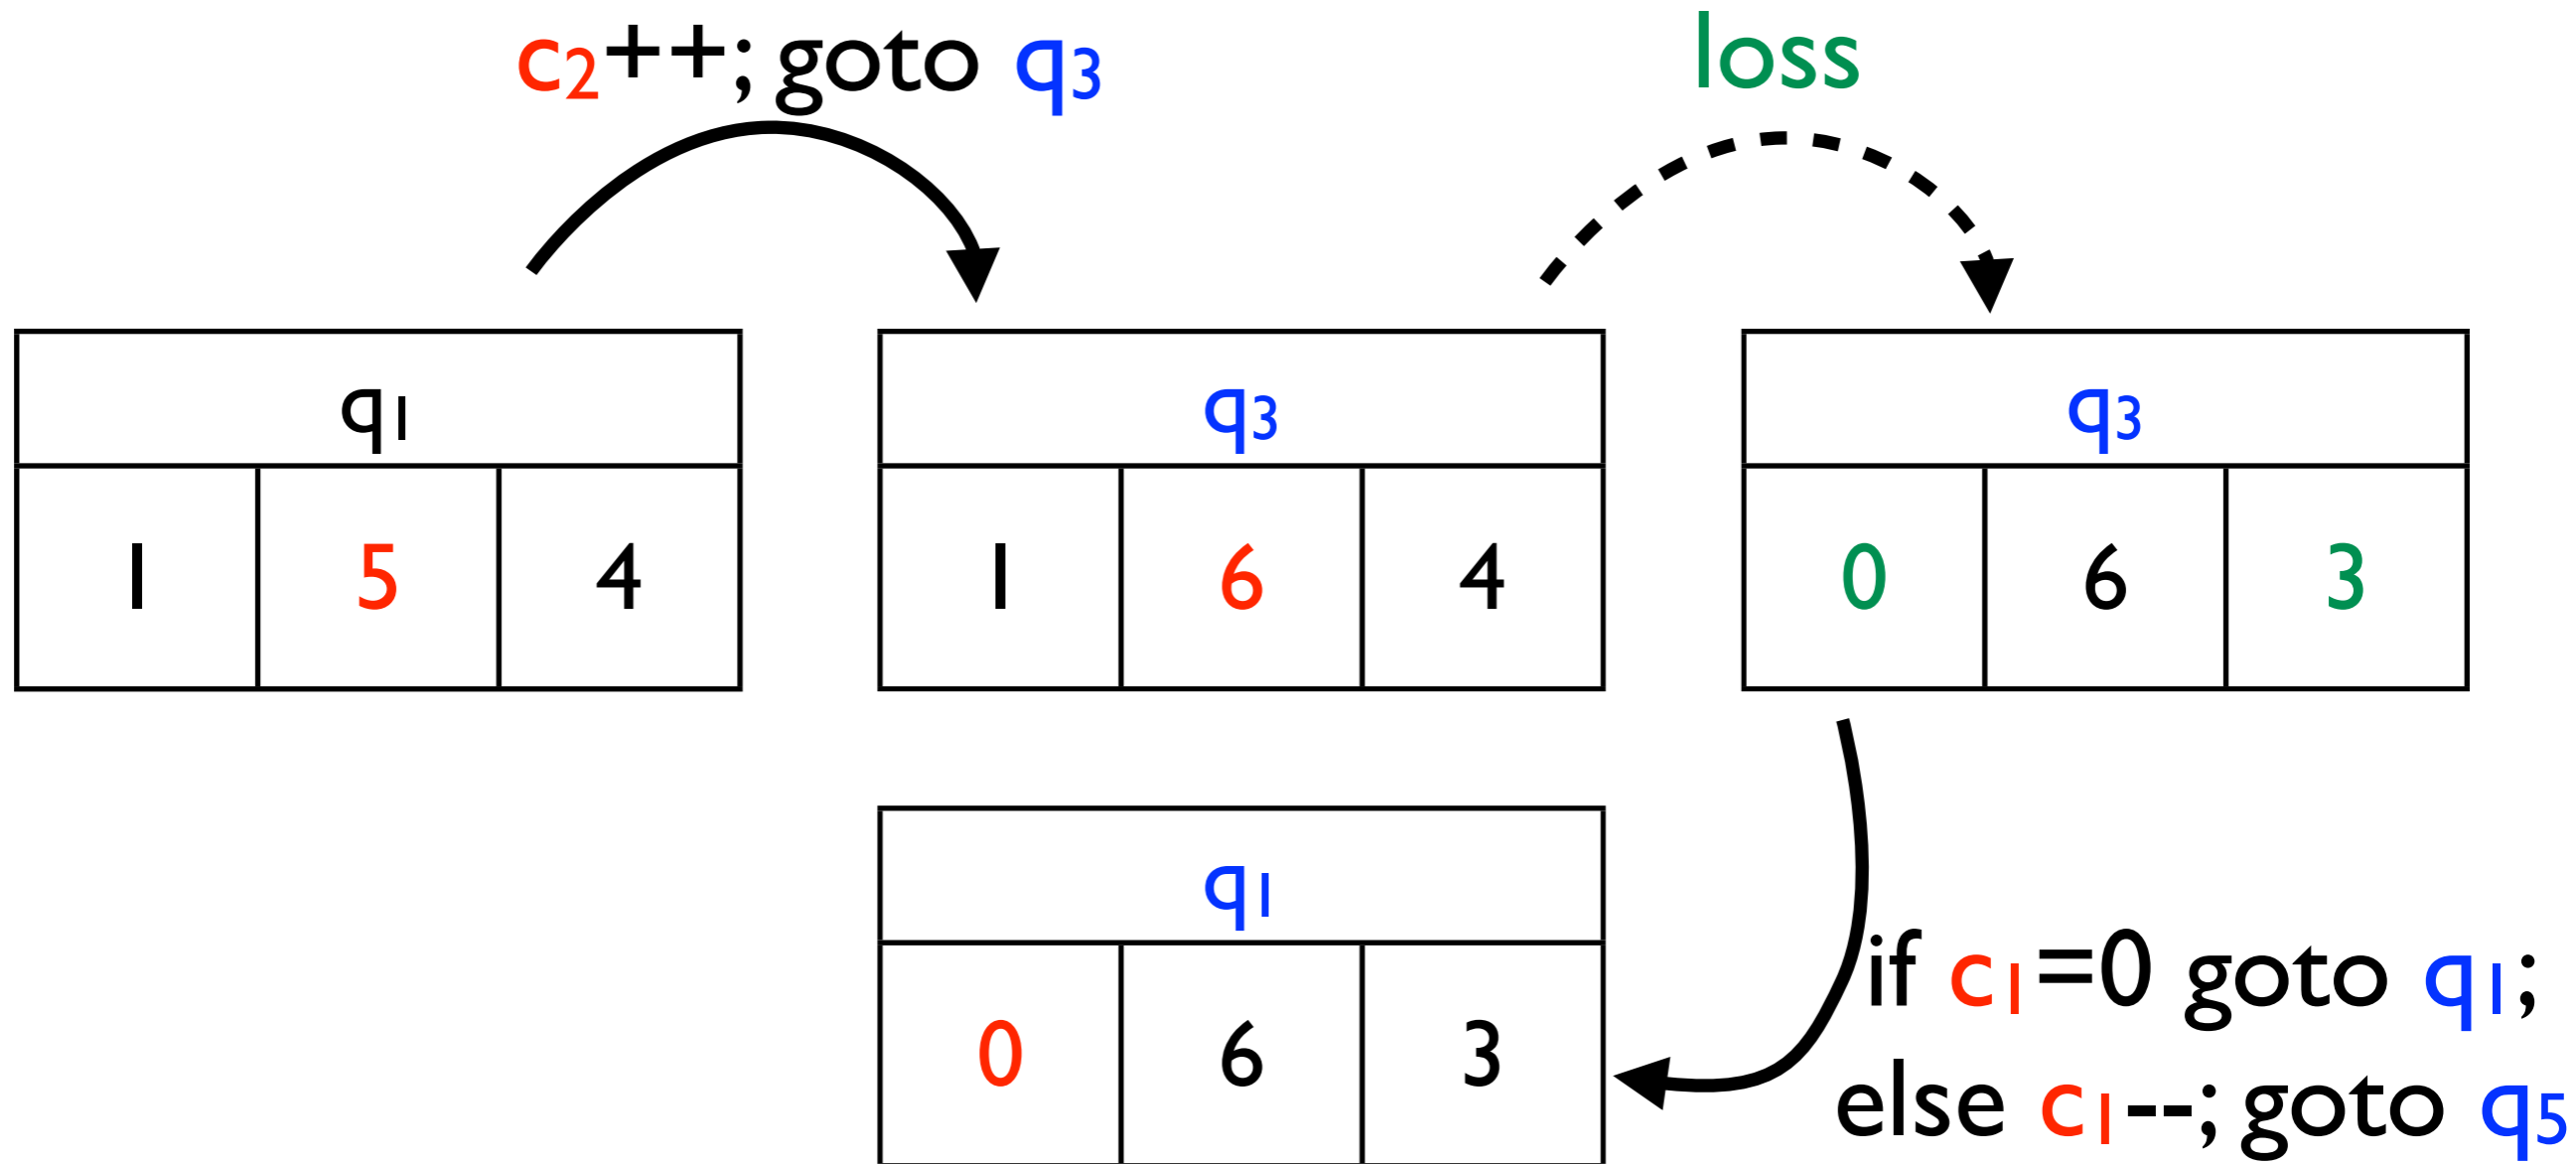 c₂++; goto q₃
loss
q₁
q₃
q₃
1 5 4
1 6 4
0 6 3
q₁
0 6 3
if c₁=0 goto q₁;
else c₁--; goto q₅